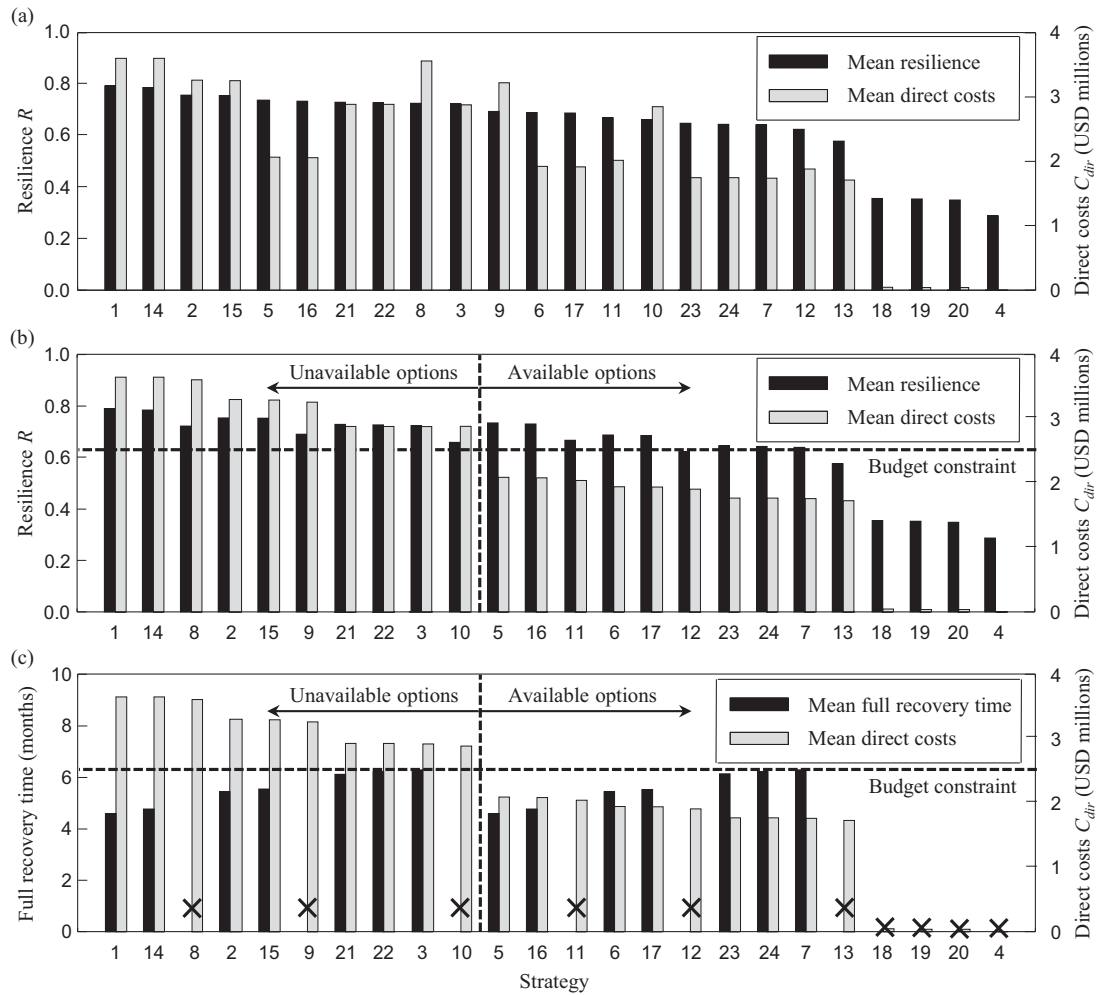 (a)
1.0
0.8
0.6
0.4
0.2
0.0
Resilience R
4
3
2
1
0
Direct costs C_dir (USD millions)
Mean resilience
Mean direct costs
1 14 2 15 5 16 21 22 8 3 9 6 17 11 10 23 24 7 12 13 18 19 20 4
(b)
1.0
0.8
0.6
0.4
0.2
0.0
Resilience R
4
3
2
1
0
Direct costs C_dir (USD millions)
Unavailable options
Available options
Mean resilience
Mean direct costs
Budget constraint
1 14 8 2 15 9 21 22 3 10 5 16 11 6 17 12 23 24 7 13 18 19 20 4
(c)
10
8
6
4
2
0
Full recovery time (months)
4
3
2
1
0
Direct costs C_dir (USD millions)
Unavailable options
Available options
Mean full recovery time
Mean direct costs
Budget constraint
1 14 8 2 15 9 21 22 3 10 5 16 11 6 17 12 23 24 7 13 18 19 20 4
Strategy